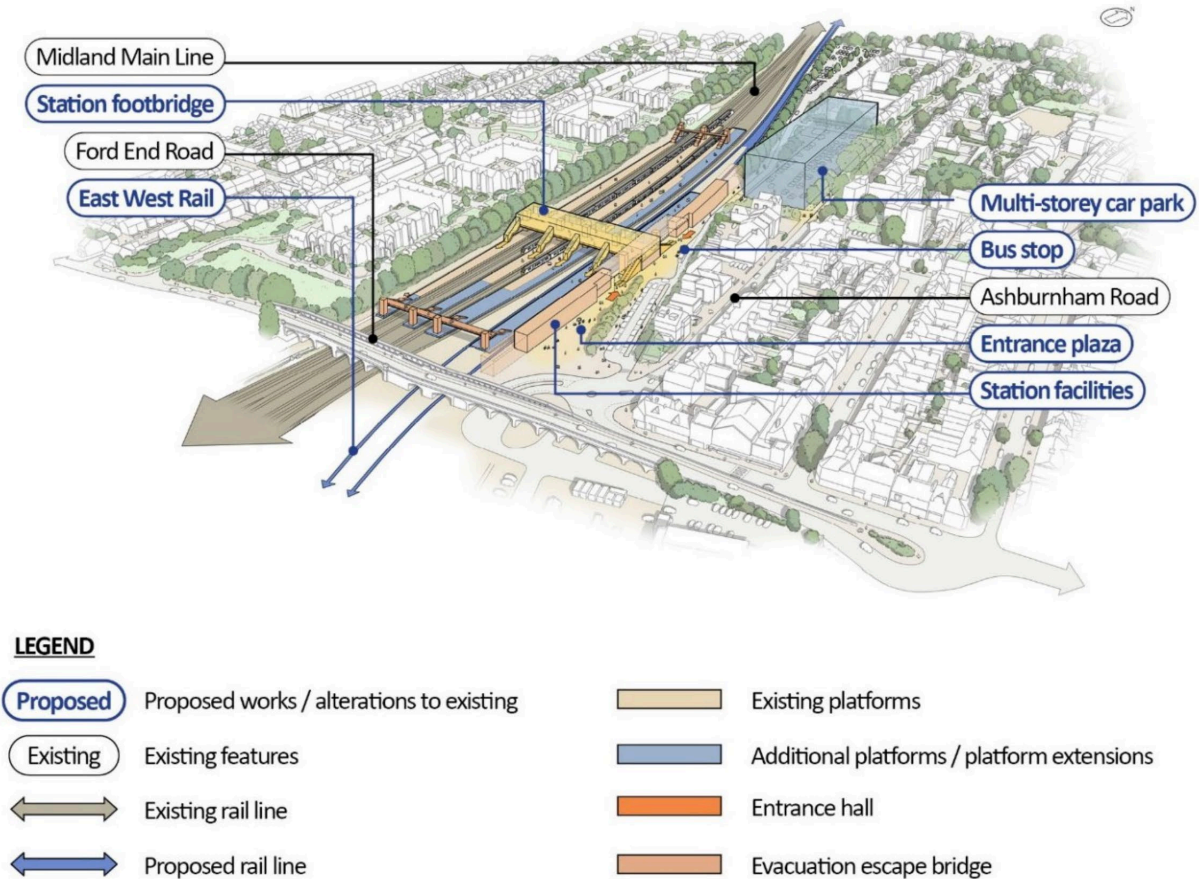 N
Midland Main Line
Station footbridge
Ford End Road
East West Rail
Multi-storey car park
Bus stop
Ashburnham Road
Entrance plaza
Station facilities
LEGEND
Proposed Proposed works / alterations to existing
Existing Existing features
Existing rail line
Proposed rail line
Existing platforms
Additional platforms / platform extensions
Entrance hall
Evacuation escape bridge